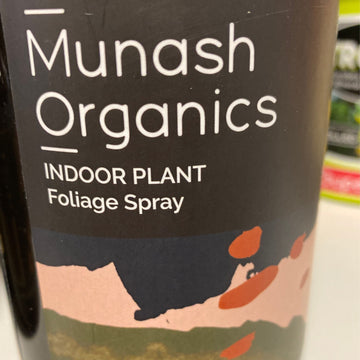 Munash
Organics
INDOOR PLANT
Foliage Spray